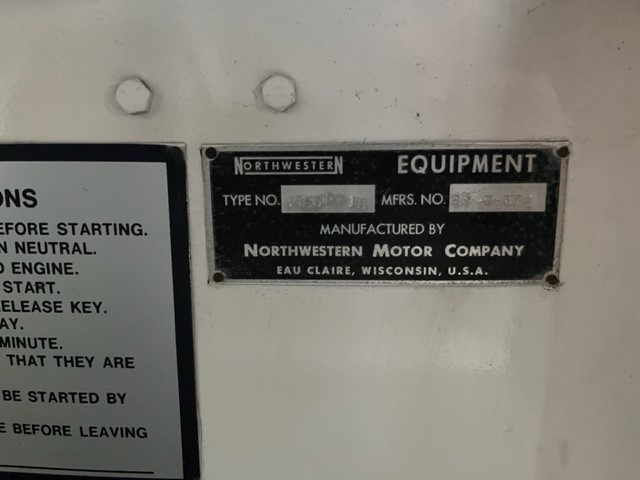 ONS
EFORE STARTING.
N NEUTRAL.
D ENGINE.
START.
ELEASE KEY.
AY.
MINUTE.
THAT THEY ARE
BE STARTED BY
E BEFORE LEAVING
NORTHWESTERN EQUIPMENT
TYPE NO. MFRS. NO.
MANUFACTURED BY
NORTHWESTERN MOTOR COMPANY
EAU CLAIRE, WISCONSIN, U.S.A.